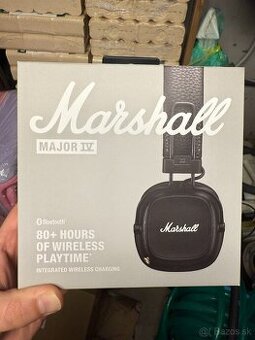 Marshall
MAJOR IV
Bluetooth
80+ HOURS
OF WIRELESS
PLAYTIME*
INTEGRATED WIRELESS CHARGING
Marshall
Bazos.sk